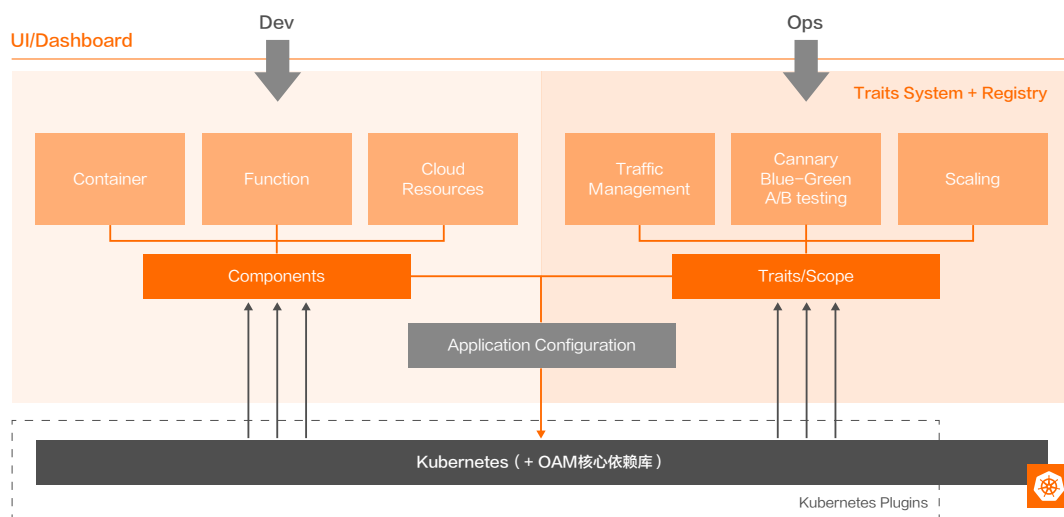 Dev
Ops
UI/Dashboard
Traits System + Registry
Container
Function
Cloud
Resources
Traffic
Management
Cannary
Blue-Green
A/B testing
Scaling
Components
Traits/Scope
Application Configuration
Kubernetes ( + OAM核心依赖库 )
Kubernetes Plugins